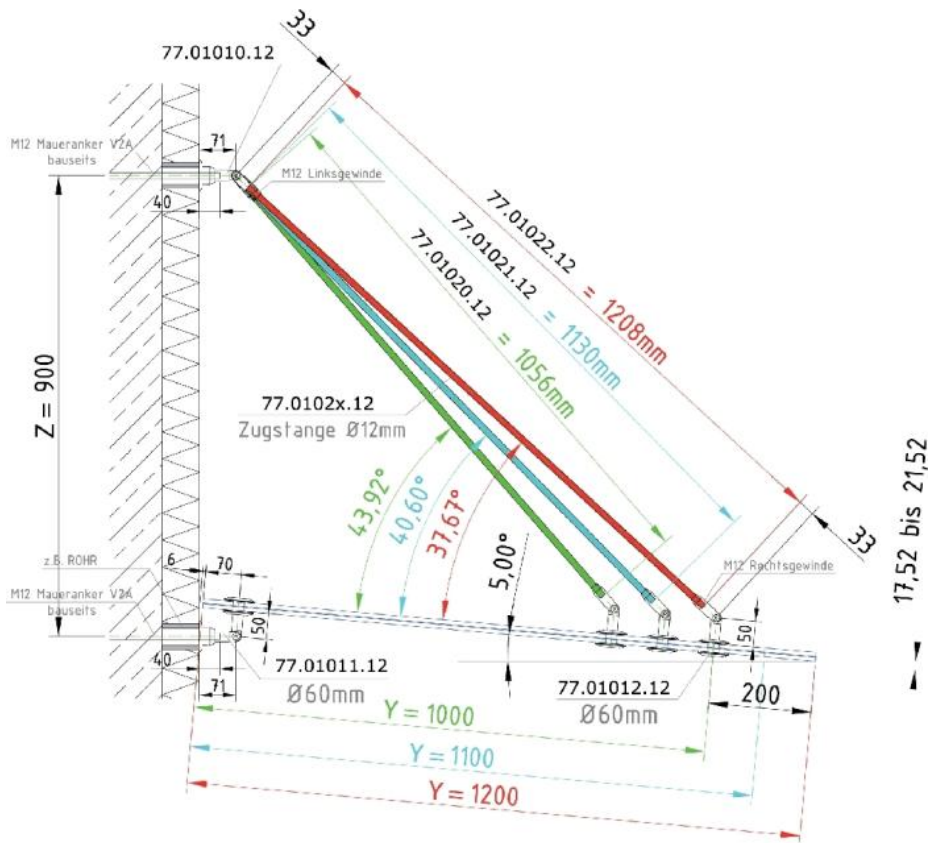 33
77.01010.12
M12 Maueranker V2A
bauseits
71
40
M12 Linksgewinde
77.01022.12
= 1208mm
77.01021.12
= 1130mm
77.01020.12
= 1056mm
Z = 900
77.0102x.12
Zugstange Ø12mm
43,92°
40,60°
37,67°
5,00°
33
17,52 bis 21,52
z.B. ROHR
6
70
M12 Maueranker V2A
bauseits
50
40
71
M12 Rechtsgewinde
50
77.01011.12
Ø60mm
77.01012.12
Ø60mm
200
Y = 1000
Y = 1100
Y = 1200